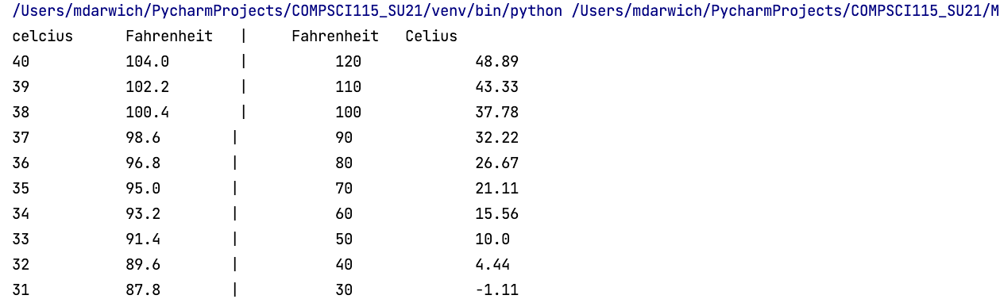 /Users/mdarwich/PycharmProjects/COMPSCI115_SU21/venv/bin/python /Users/mdarwich/PycharmProjects/COMPSCI115_SU21/M
celcius Fahrenheit | Fahrenheit Celius
40 104.0 | 120 48.89
39 102.2 | 110 43.33
38 100.4 | 100 37.78
37 98.6 | 90 32.22
36 96.8 | 80 26.67
35 95.0 | 70 21.11
34 93.2 | 60 15.56
33 91.4 | 50 10.0
32 89.6 | 40 4.44
31 87.8 | 30 -1.11